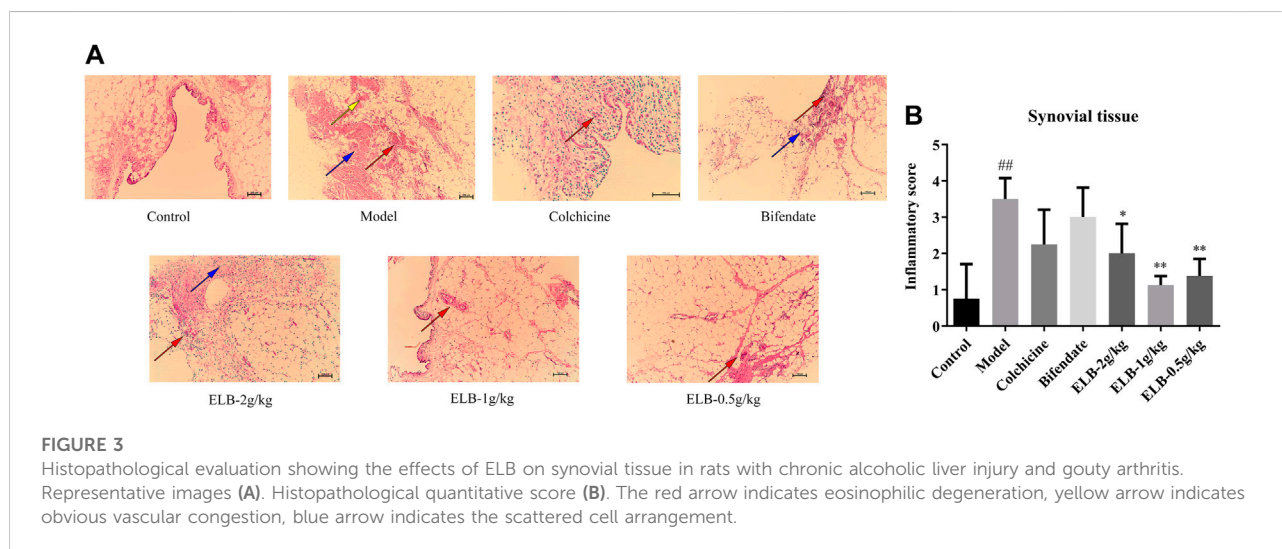 A
Control
Model
Colchicine
Bifendate
ELB-2g/kg
ELB-1g/kg
ELB-0.5g/kg
B
Synovial tissue
Inflammatory score
5
4
3
2
1
0
##
*
**
**
Control
Model
Colchicine
Bifendate
ELB-2g/kg
ELB-1g/kg
ELB-0.5g/kg
FIGURE 3
Histopathological evaluation showing the effects of ELB on synovial tissue in rats with chronic alcoholic liver injury and gouty arthritis.
Representative images (A). Histopathological quantitative score (B). The red arrow indicates eosinophilic degeneration, yellow arrow indicates
obvious vascular congestion, blue arrow indicates the scattered cell arrangement.